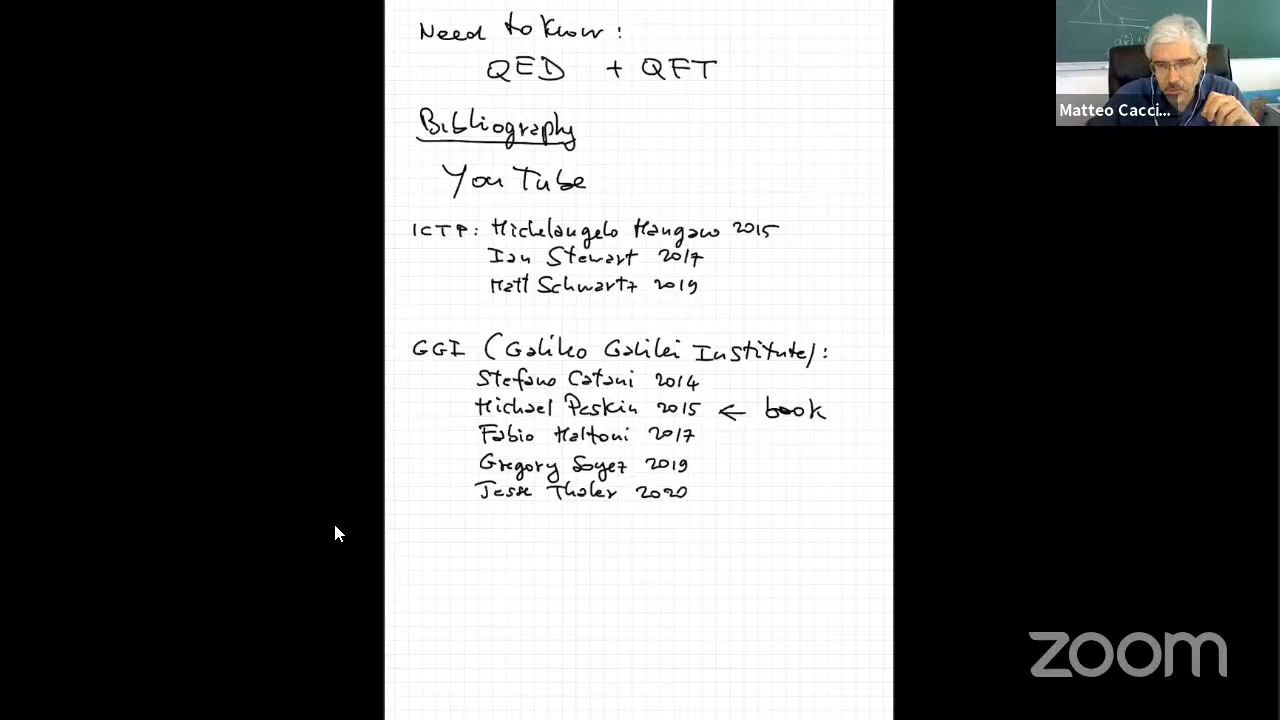 Need to know:
QED + QFT
Bibliography
YouTube
ICTP: Michelangelo Mangano 2015
Ian Stewart 2017
Matt Schwartz 2019
GGI (Galileo Galilei Institute):
Stefano Catani 2014
Michael Peskin 2015 ← book
Fabio Maltoni 2017
Gregory Soyez 2019
Jesse Thaler 2020
Matteo Cacci...
zoom